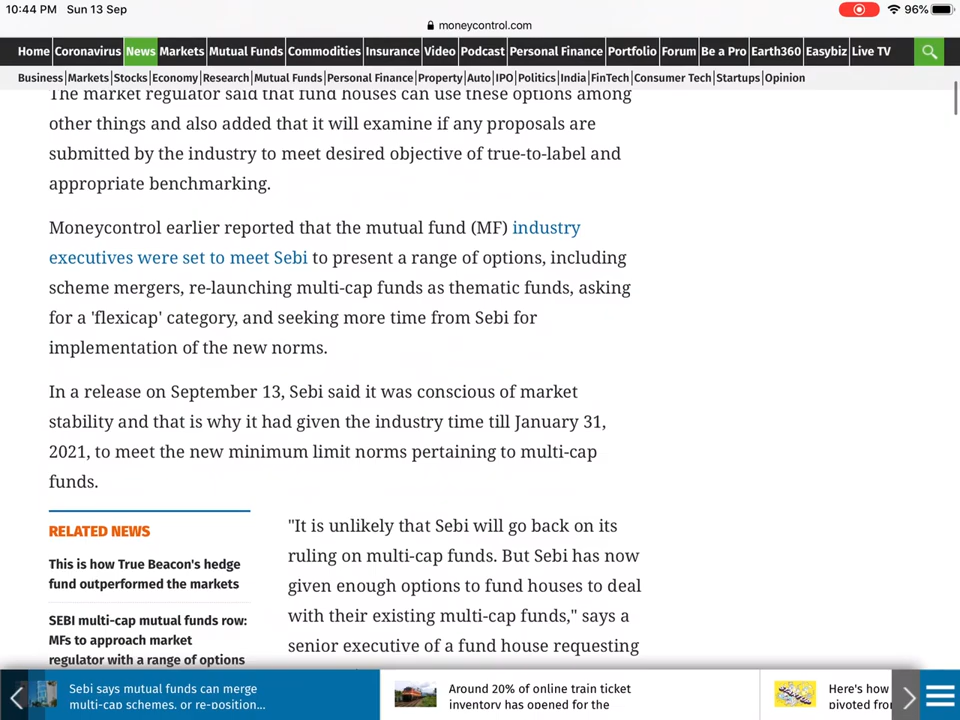 10:44 PM Sun 13 Sep
96%
moneycontrol.com
Home Coronavirus News Markets Mutual Funds Commodities Insurance Video Podcast Personal Finance Portfolio Forum Be a Pro Earth360 Easybiz Live TV
Business|Markets|Stocks|Economy|Research|Mutual Funds|Personal Finance|Property|Auto|IPO|Politics|India|FinTech|Consumer Tech|Startups|Opinion
The market regulator said that fund houses can use these options among
other things and also added that it will examine if any proposals are
submitted by the industry to meet desired objective of true-to-label and
appropriate benchmarking.
Moneycontrol earlier reported that the mutual fund (MF) industry
executives were set to meet Sebi to present a range of options, including
scheme mergers, re-launching multi-cap funds as thematic funds, asking
for a 'flexicap' category, and seeking more time from Sebi for
implementation of the new norms.
In a release on September 13, Sebi said it was conscious of market
stability and that is why it had given the industry time till January 31,
2021, to meet the new minimum limit norms pertaining to multi-cap
funds.
RELATED NEWS
This is how True Beacon's hedge
fund outperformed the markets
SEBI multi-cap mutual funds row:
MFs to approach market
regulator with a range of options
"It is unlikely that Sebi will go back on its
ruling on multi-cap funds. But Sebi has now
given enough options to fund houses to deal
with their existing multi-cap funds," says a
senior executive of a fund house requesting
Sebi says mutual funds can merge
multi-cap schemes, or re-position...
Around 20% of online train ticket
inventory has opened for the
Here's how
pivoted fro